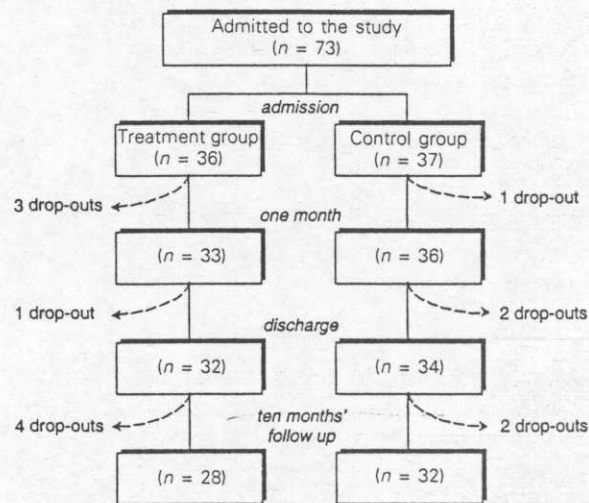 Admitted to the study
(n = 73)
admission
Treatment group
(n = 36)
Control group
(n = 37)
3 drop-outs
1 drop-out
one month
(n = 33)
(n = 36)
1 drop-out
2 drop-outs
discharge
(n = 32)
(n = 34)
4 drop-outs
ten months'
follow up
2 drop-outs
(n = 28)
(n = 32)